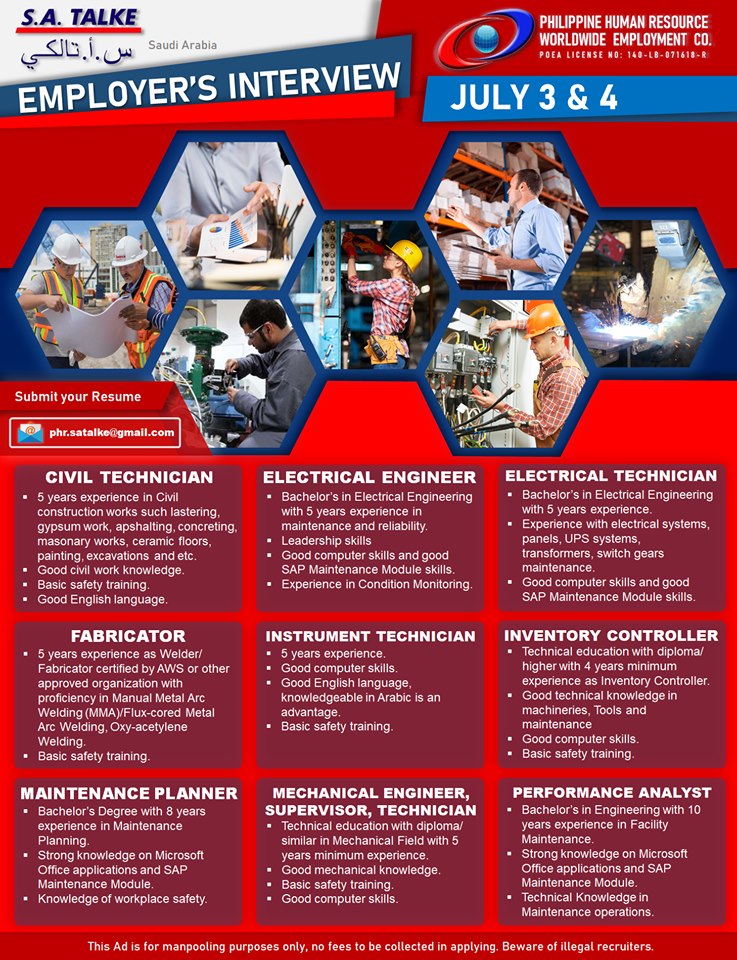 S.A. TALKE
س.أ.تالكي
Saudi Arabia
PHILIPPINE HUMAN RESOURCE
WORLDWIDE EMPLOYMENT CO.
POEA LICENSE NO: 140-LB-071618-R
EMPLOYER'S INTERVIEW
JULY 3 & 4
Submit your Resume
phr.satalke@gmail.com
CIVIL TECHNICIAN
▪ 5 years experience in Civil
construction works such lastering,
gypsum work, apshalting, concreting,
masonary works, ceramic floors,
painting, excavations and etc.
▪ Good civil work knowledge.
▪ Basic safety training.
▪ Good English language.
ELECTRICAL ENGINEER
▪ Bachelor's in Electrical Engineering
with 5 years experience in
maintenance and reliability.
▪ Leadership skills
▪ Good computer skills and good
SAP Maintenance Module skills.
▪ Experience in Condition Monitoring.
ELECTRICAL TECHNICIAN
▪ Bachelor's in Electrical Engineering
with 5 years experience.
▪ Experience with electrical systems,
panels, UPS systems,
transformers, switch gears
maintenance.
▪ Good computer skills and good
SAP Maintenance Module skills.
FABRICATOR
▪ 5 years experience as Welder/
Fabricator certified by AWS or other
approved organization with
proficiency in Manual Metal Arc
Welding (MMA)/Flux-cored Metal
Arc Welding, Oxy-acetylene
Welding.
▪ Basic safety training.
INSTRUMENT TECHNICIAN
▪ 5 years experience.
▪ Good computer skills.
▪ Good English language,
knowledgeable in Arabic is an
advantage.
▪ Basic safety training.
INVENTORY CONTROLLER
▪ Technical education with diploma/
higher with 4 years minimum
experience as Inventory Controller.
▪ Good technical knowledge in
machineries, Tools and
maintenance
▪ Good computer skills.
▪ Basic safety training.
MAINTENANCE PLANNER
▪ Bachelor's Degree with 8 years
experience in Maintenance
Planning.
▪ Strong knowledge on Microsoft
Office applications and SAP
Maintenance Module.
▪ Knowledge of workplace safety.
MECHANICAL ENGINEER,
SUPERVISOR, TECHNICIAN
▪ Technical education with diploma/
similar in Mechanical Field with 5
years minimum experience.
▪ Good mechanical knowledge.
▪ Basic safety training.
▪ Good computer skills.
PERFORMANCE ANALYST
▪ Bachelor's in Engineering with 10
years experience in Facility
Maintenance.
▪ Strong knowledge on Microsoft
Office applications and SAP
Maintenance Module.
▪ Technical Knowledge in
Maintenance operations.
This Ad is for manpooling purposes only, no fees to be collected in applying. Beware of illegal recruiters.